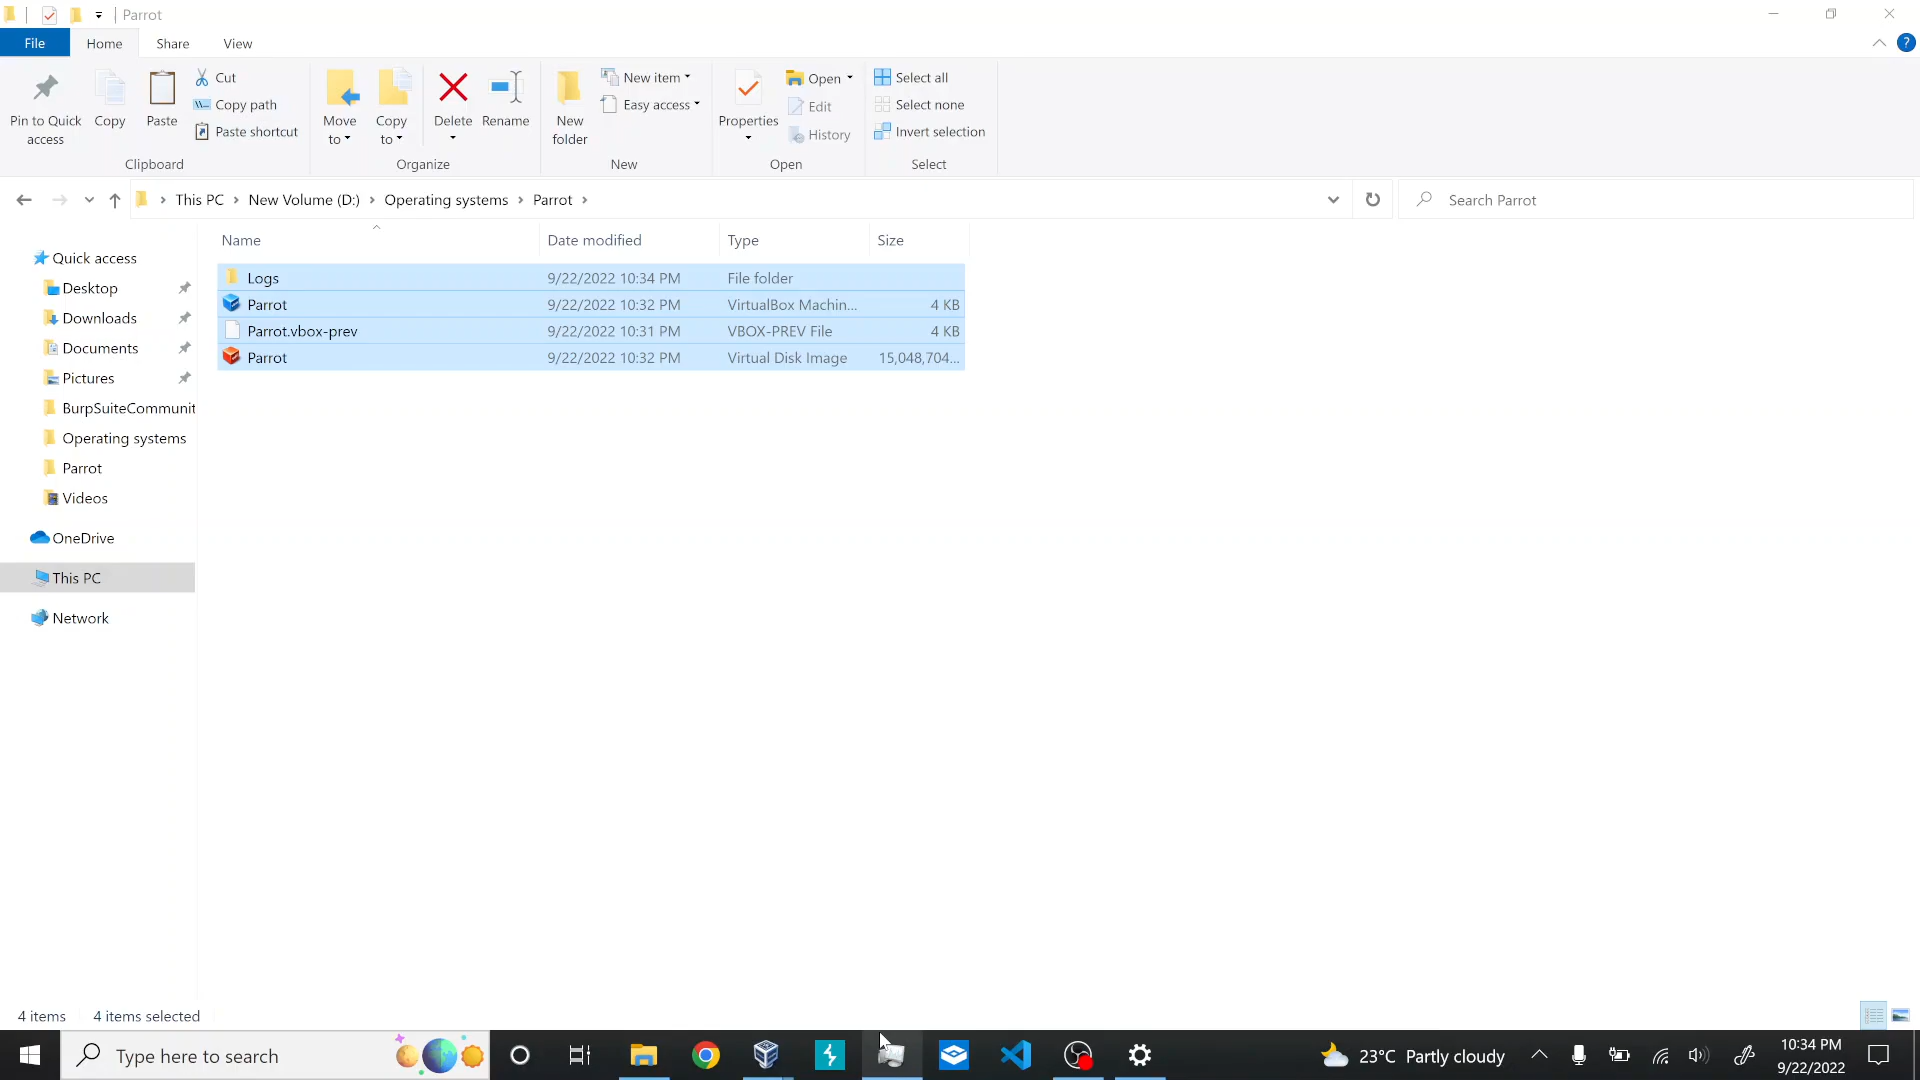 Parrot
File
Home
Share
View
Pin to Quick access
Copy
Paste
Cut
Copy path
Paste shortcut
Clipboard
Move to
Copy to
Delete
Rename
Organize
New folder
New item
Easy access
New
Properties
Open
Edit
History
Open
Select all
Select none
Invert selection
Select
This PC
New Volume (D:)
Operating systems
Parrot
Search Parrot
Quick access
Desktop
Downloads
Documents
Pictures
BurpSuiteCommunit
Operating systems
Parrot
Videos
OneDrive
This PC
Network
Name Date modified Type Size
Logs 9/22/2022 10:34 PM File folder
Parrot 9/22/2022 10:32 PM VirtualBox Machin... 4 KB
Parrot.vbox-prev 9/22/2022 10:31 PM VBOX-PREV File 4 KB
Parrot 9/22/2022 10:32 PM Virtual Disk Image 15,048,704...
4 items 4 items selected
Type here to search
23°C Partly cloudy
10:34 PM
9/22/2022